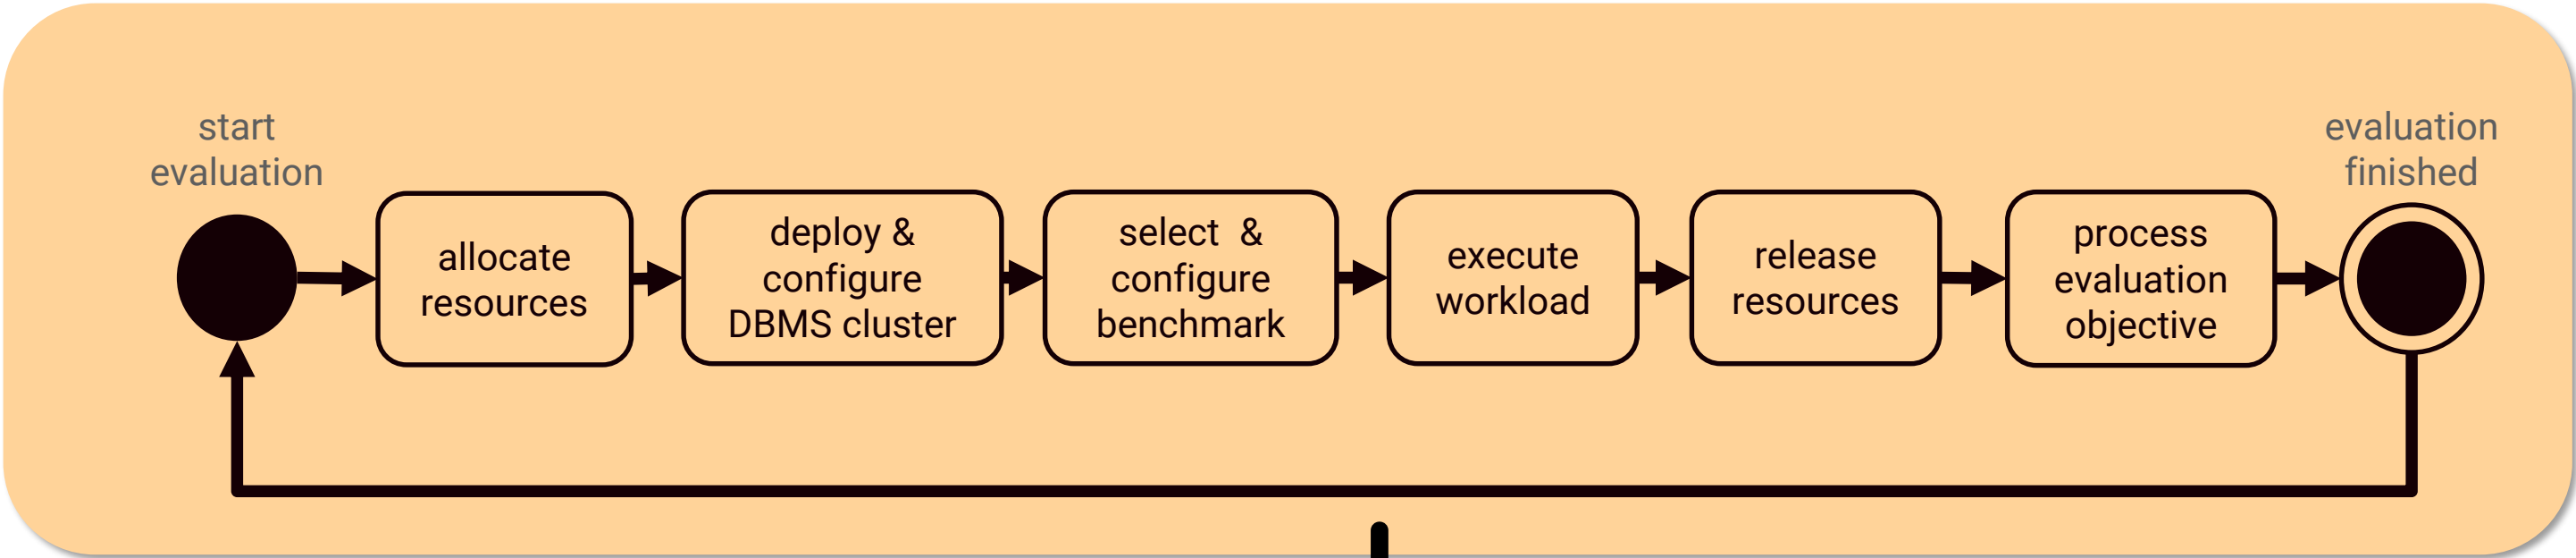 start
evaluation
allocate
resources
deploy &
configure
DBMS cluster
select  &
configure
benchmark
execute
workload
release
resources
process
evaluation
objective
evaluation
finished